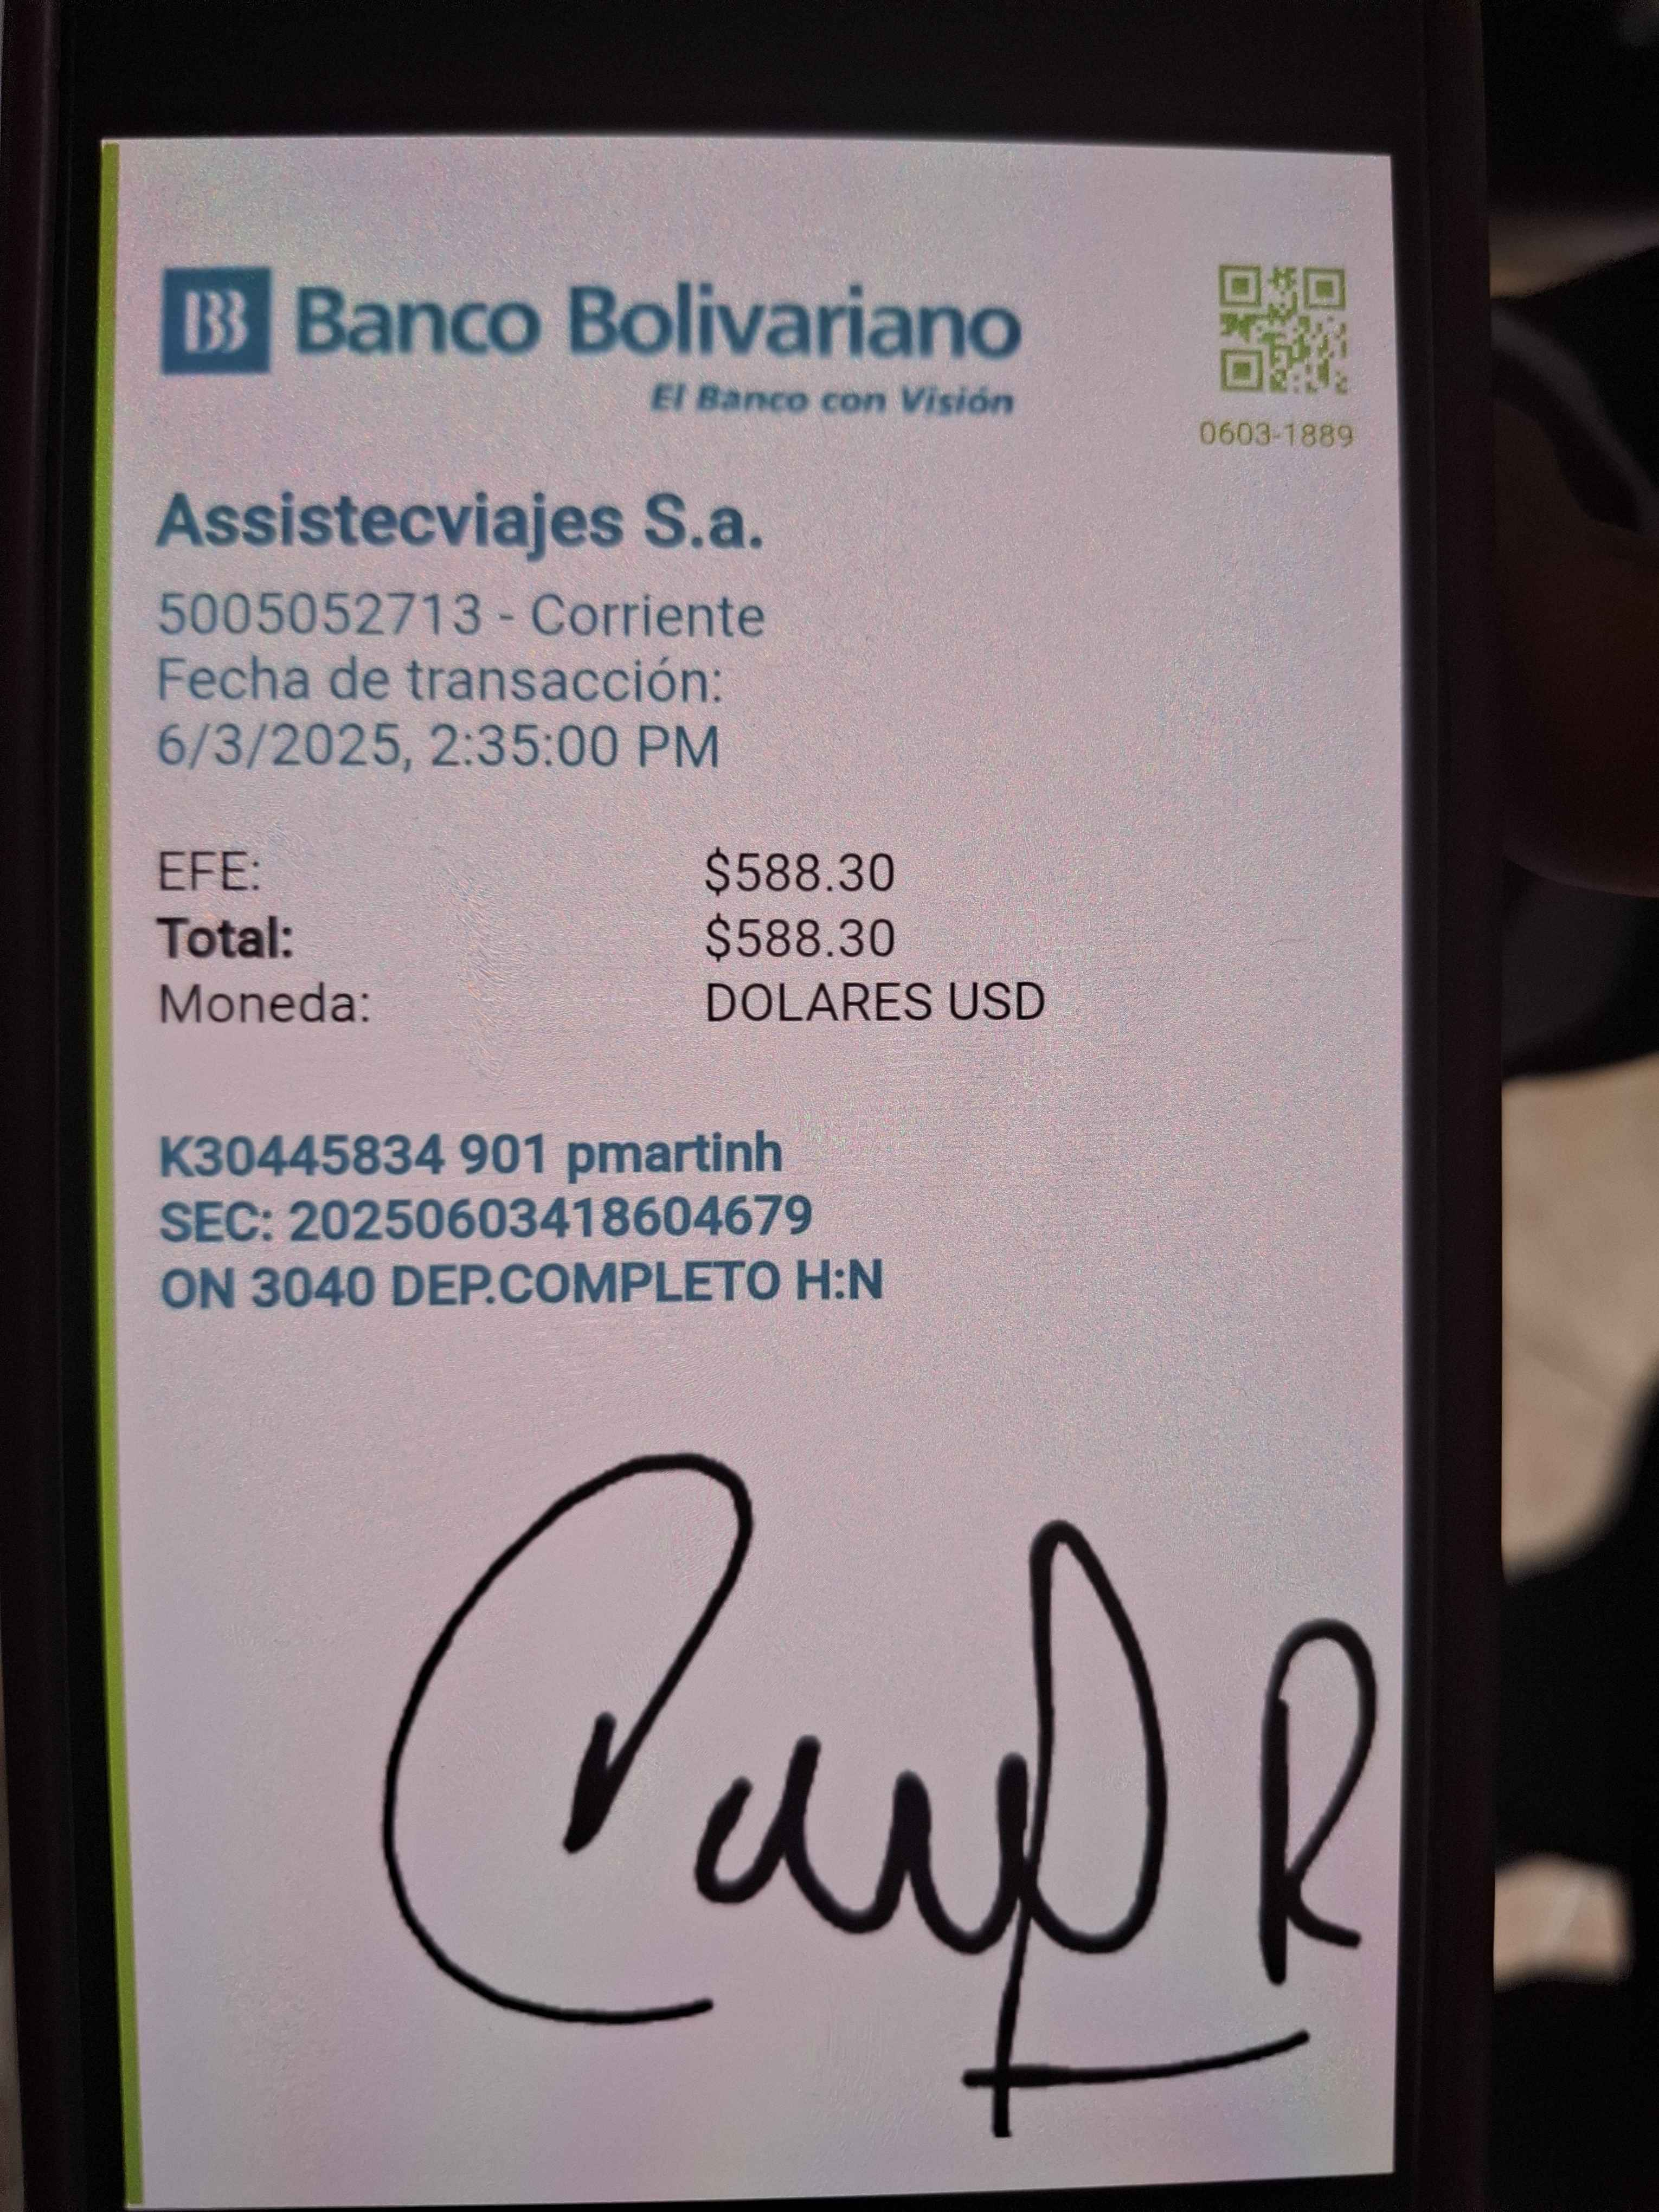 Banco Bolivariano
El Banco con Visión
0603-1889
Assistecviajes S.a.
5005052713 - Corriente
Fecha de transacción:
6/3/2025, 2:35:00 PM
EFE: $588.30
Total: $588.30
Moneda: DOLARES USD
K30445834 901 pmartinh
SEC: 20250603418604679
ON 3040 DEP.COMPLETO H:N